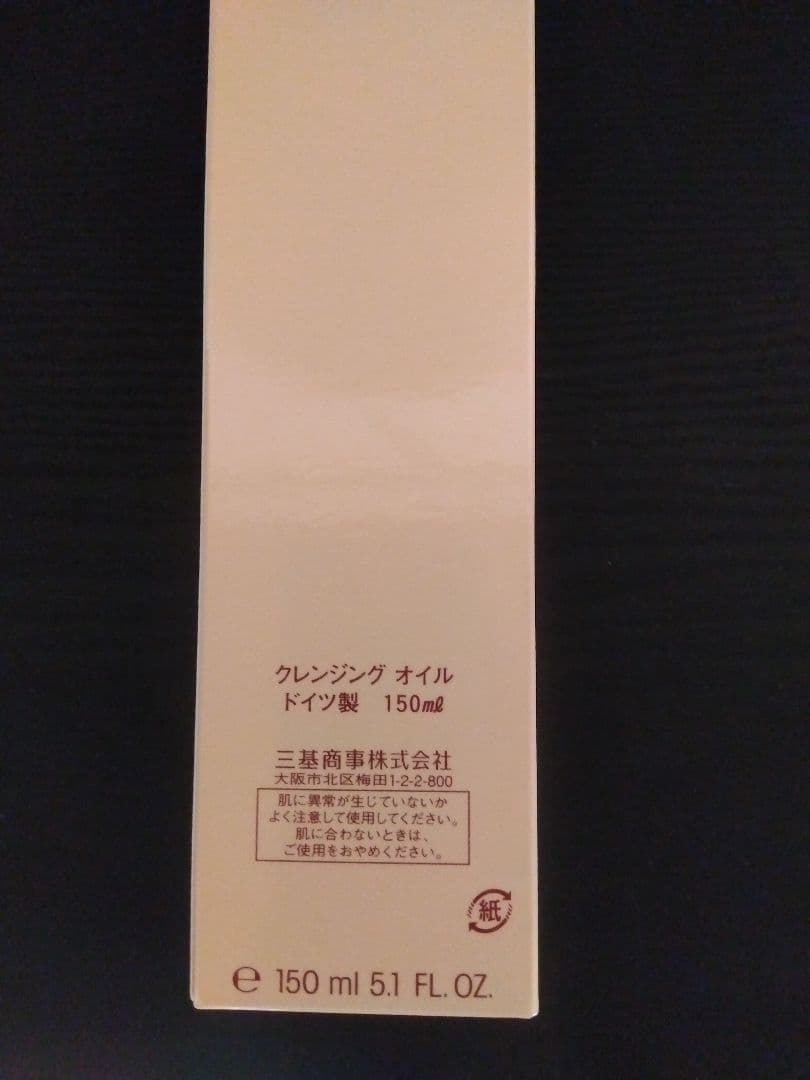 クレンジング オイル
ドイツ製 150㎖
三基商事株式会社
大阪市北区梅田1-2-2-800
肌に異常が生じていないか
よく注意して使用してください。
肌に合わないときは、
ご使用をおやめください。
紙
℮ 150 ml 5.1 FL. OZ.